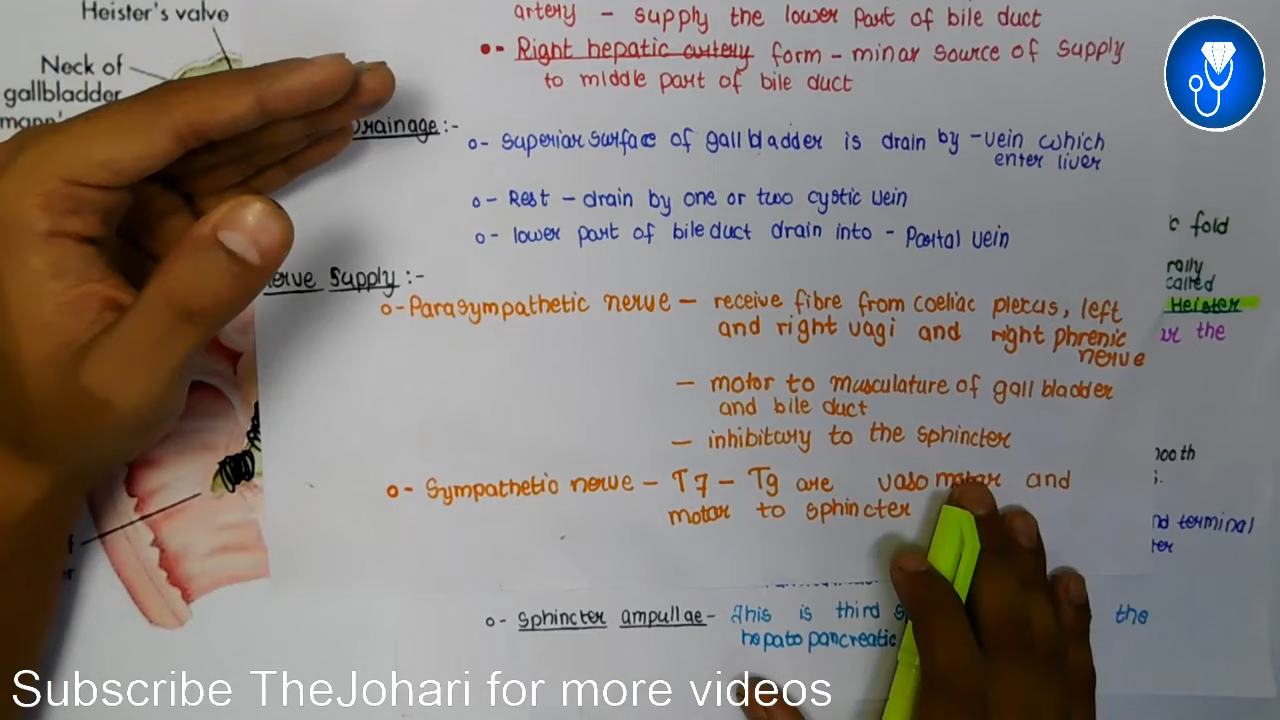 Heister's valve
Neck of
gallbladder
artery - supply the lower part of bile duct
Right hepatic artery form - minar source of supply
to middle part of bile duct
Drainage :-
o- superiar surface of gall bladder is drain by - vein which
enter liver
o- Rest - drain by one or two cystic vein
o- lower part of bile duct drain into - Portal vein
fold
rally
called
Heister
the
Nerve Supply :-
o- Parasympathetic nerve - receive fibre from coeliac plexus, left
and right vagi and right phrenic
nerve
- motor to musculature of gall bladder
and bile duct
- inhibitory to the sphincter
ooth
o- Sympathetic nerve - T7 - T9 are vasomotor and
motor to sphincter
nd terminal
ter
o- Sphincter ampullae - This is third the
hepatopancreatic
Subscribe TheJohari for more videos